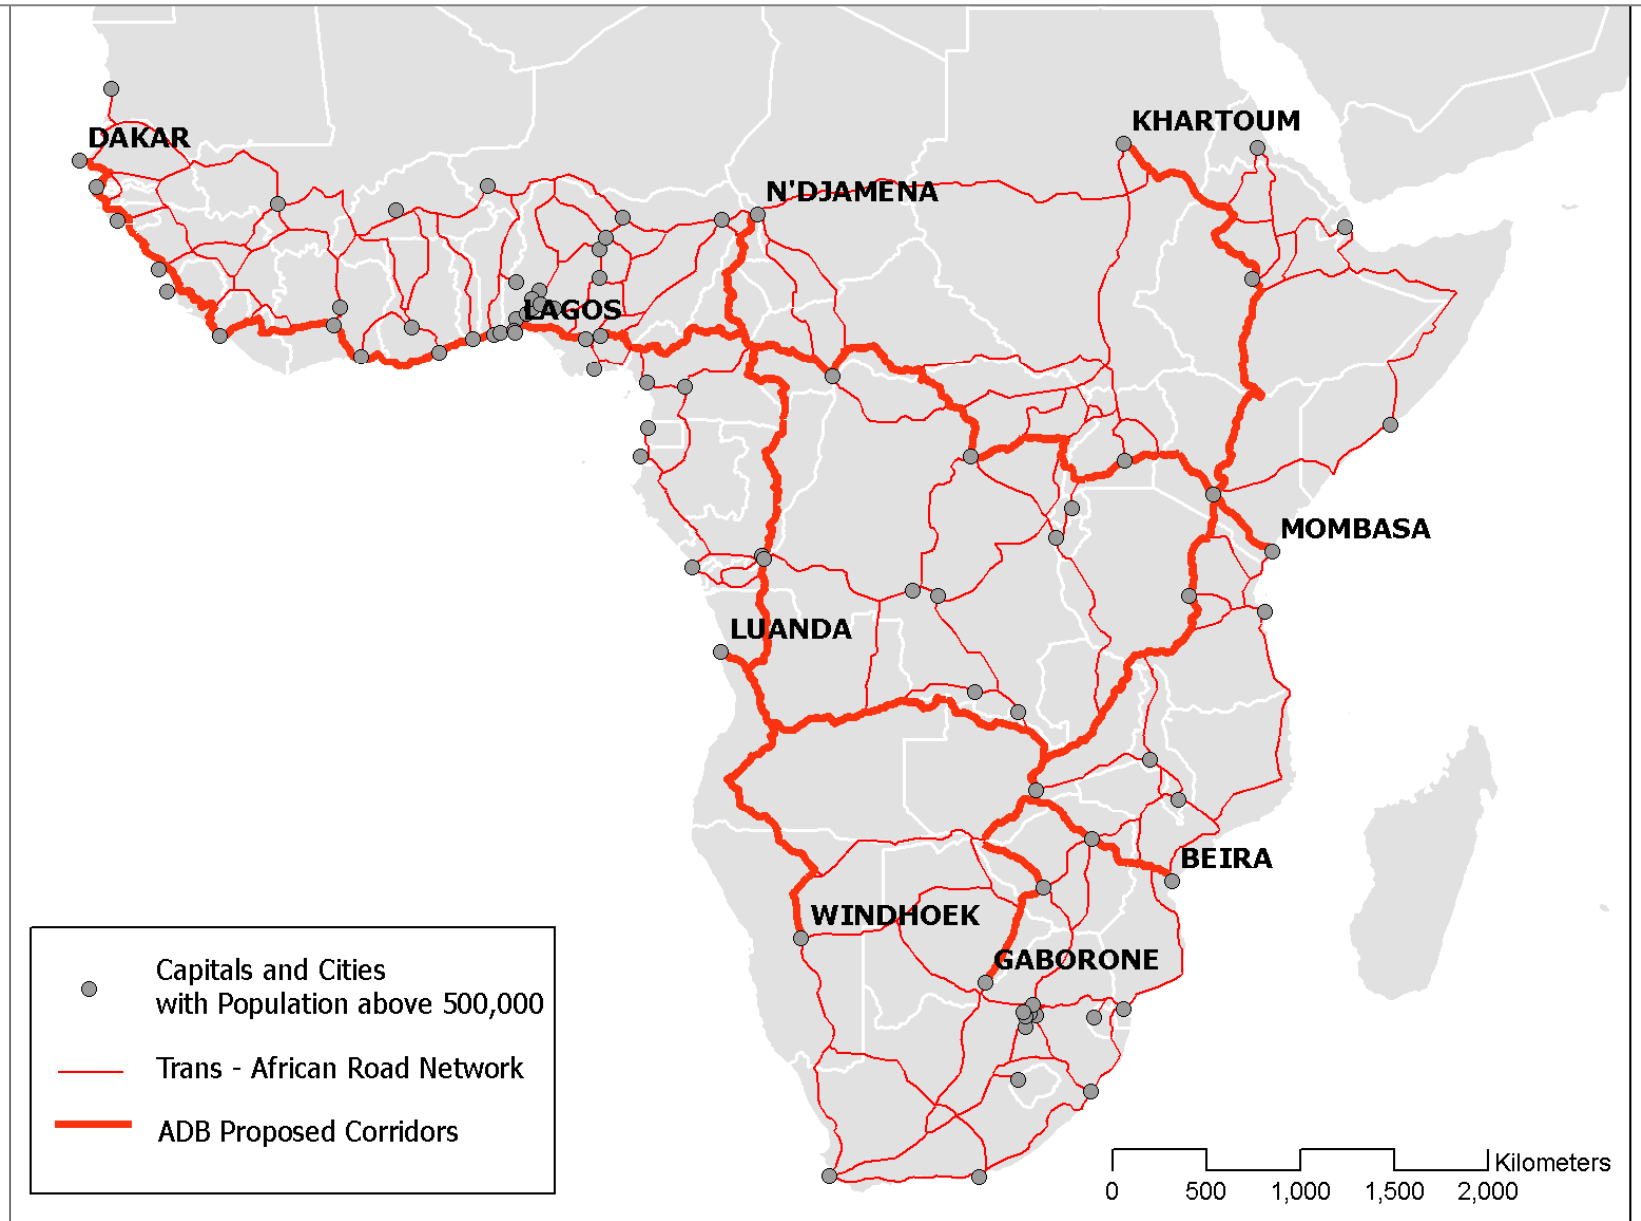 DAKAR
KHARTOUM
N'DJAMENA
LAGOS
MOMBASA
LUANDA
BEIRA
WINDHOEK
GABORONE
Capitals and Cities
with Population above 500,000
Trans - African Road Network
ADB Proposed Corridors
Kilometers
0 500 1,000 1,500 2,000